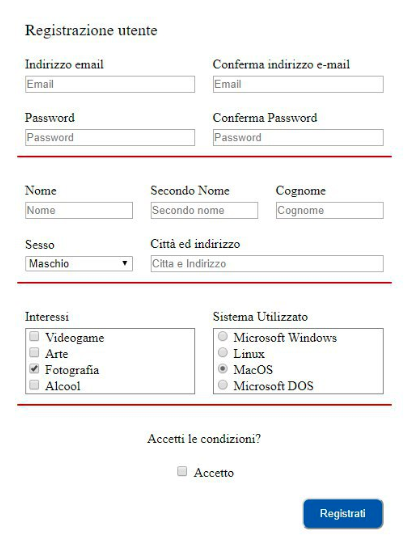 Registrazione utente
Indirizzo email Conferma indirizzo e-mail
Email Email
Password Conferma Password
Password Password
Nome Secondo Nome Cognome
Nome Secondo nome Cognome
Sesso Città ed indirizzo
Maschio Citta e Indirizzo
Interessi Sistema Utilizzato
Videogame Microsoft Windows
Arte Linux
Fotografia MacOS
Alcool Microsoft DOS
Accetti le condizioni?
Accetto
Registrati